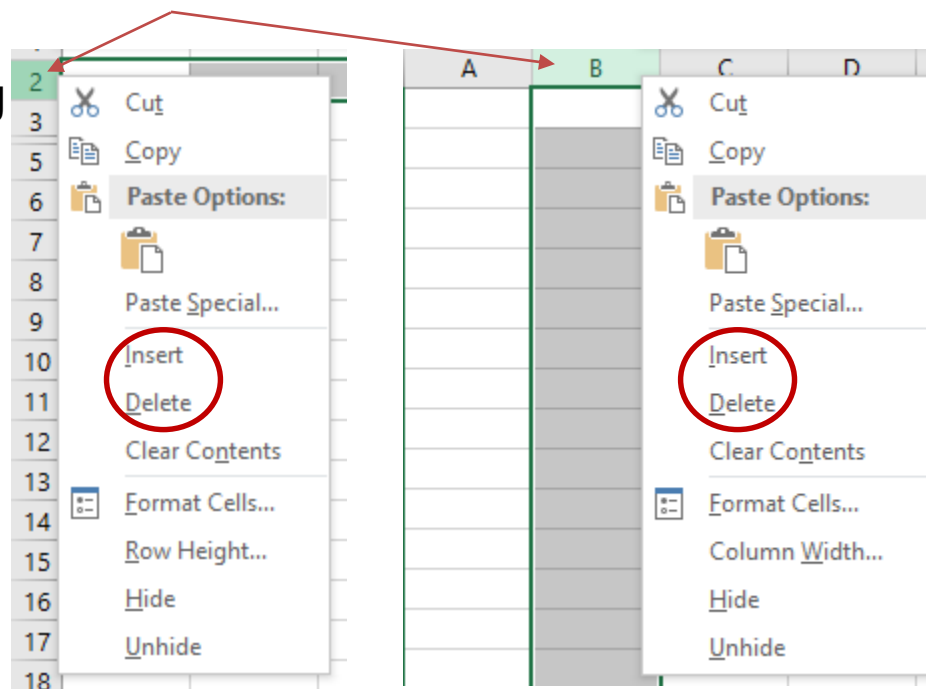 2
3
5
6
7
8
9
10
11
12
13
14
15
16
17
18
Cut
Copy
Paste Options:
Paste Special...
Insert
Delete
Clear Contents
Format Cells...
Row Height...
Hide
Unhide
A B C D
Cut
Copy
Paste Options:
Paste Special...
Insert
Delete
Clear Contents
Format Cells...
Column Width...
Hide
Unhide